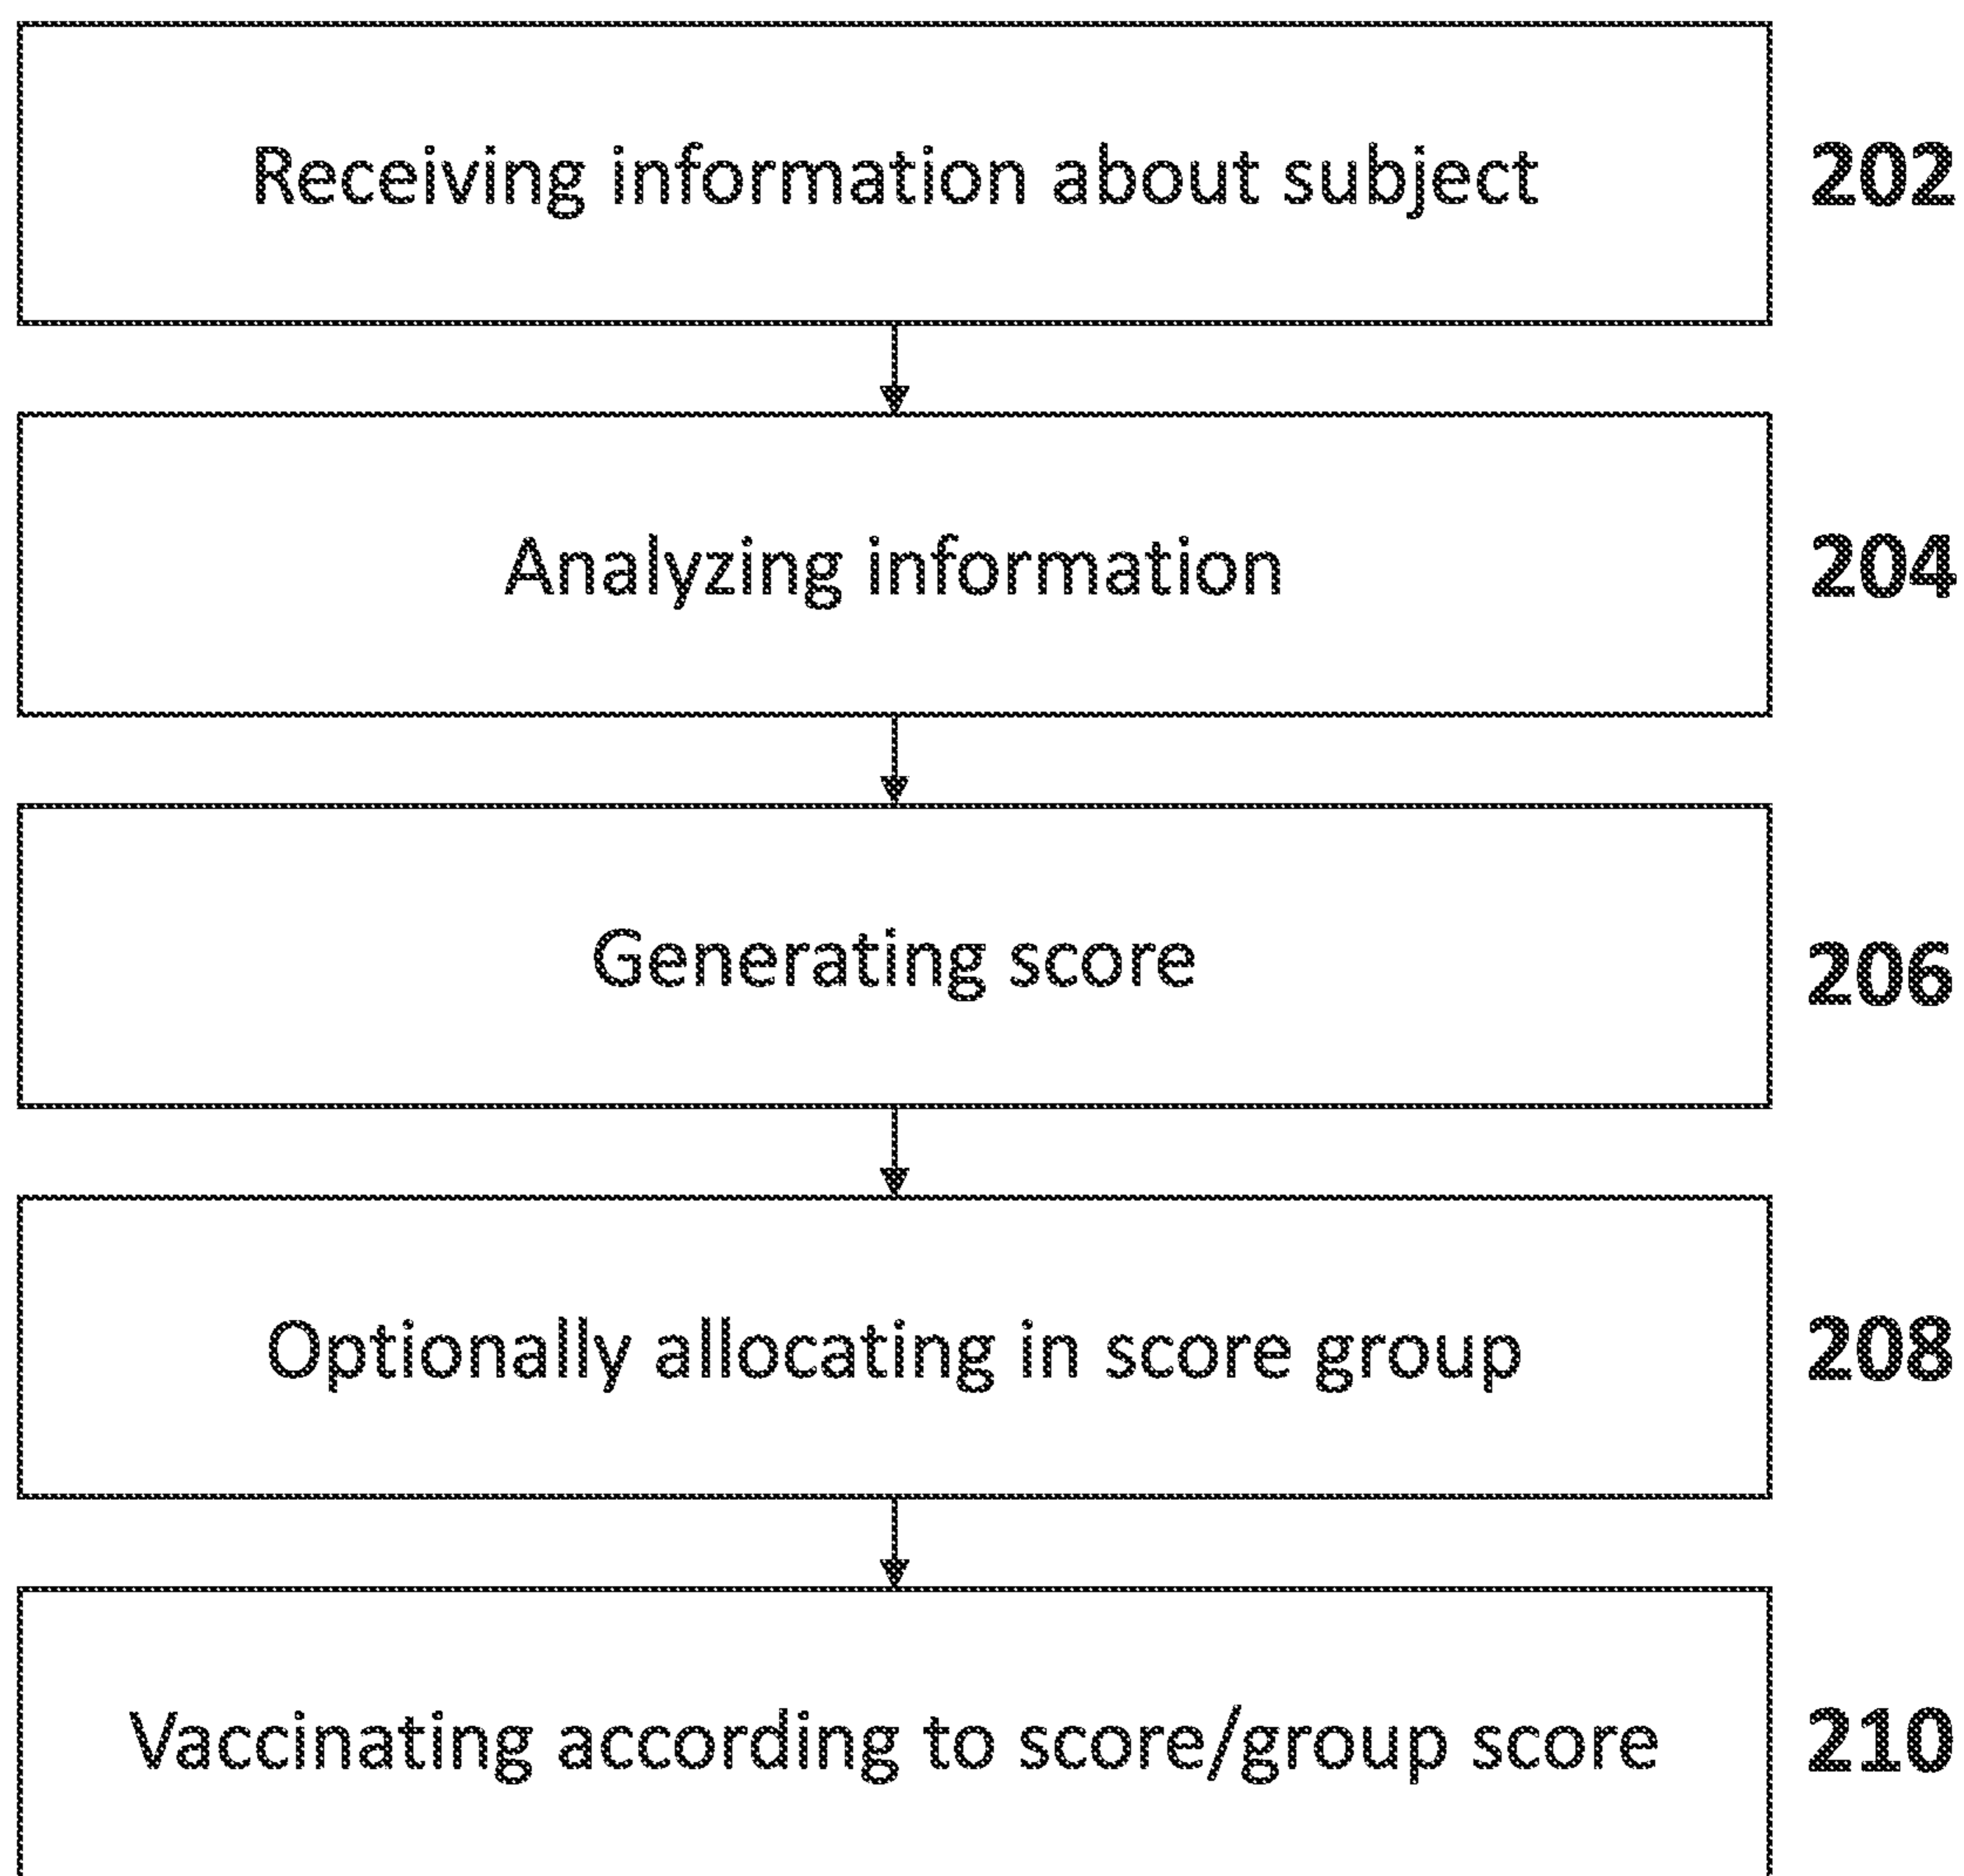 Receiving information about subject 202
Analyzing information 204
Generating score 206
Optionally allocating in score group 208
Vaccinating according to score/group score 210